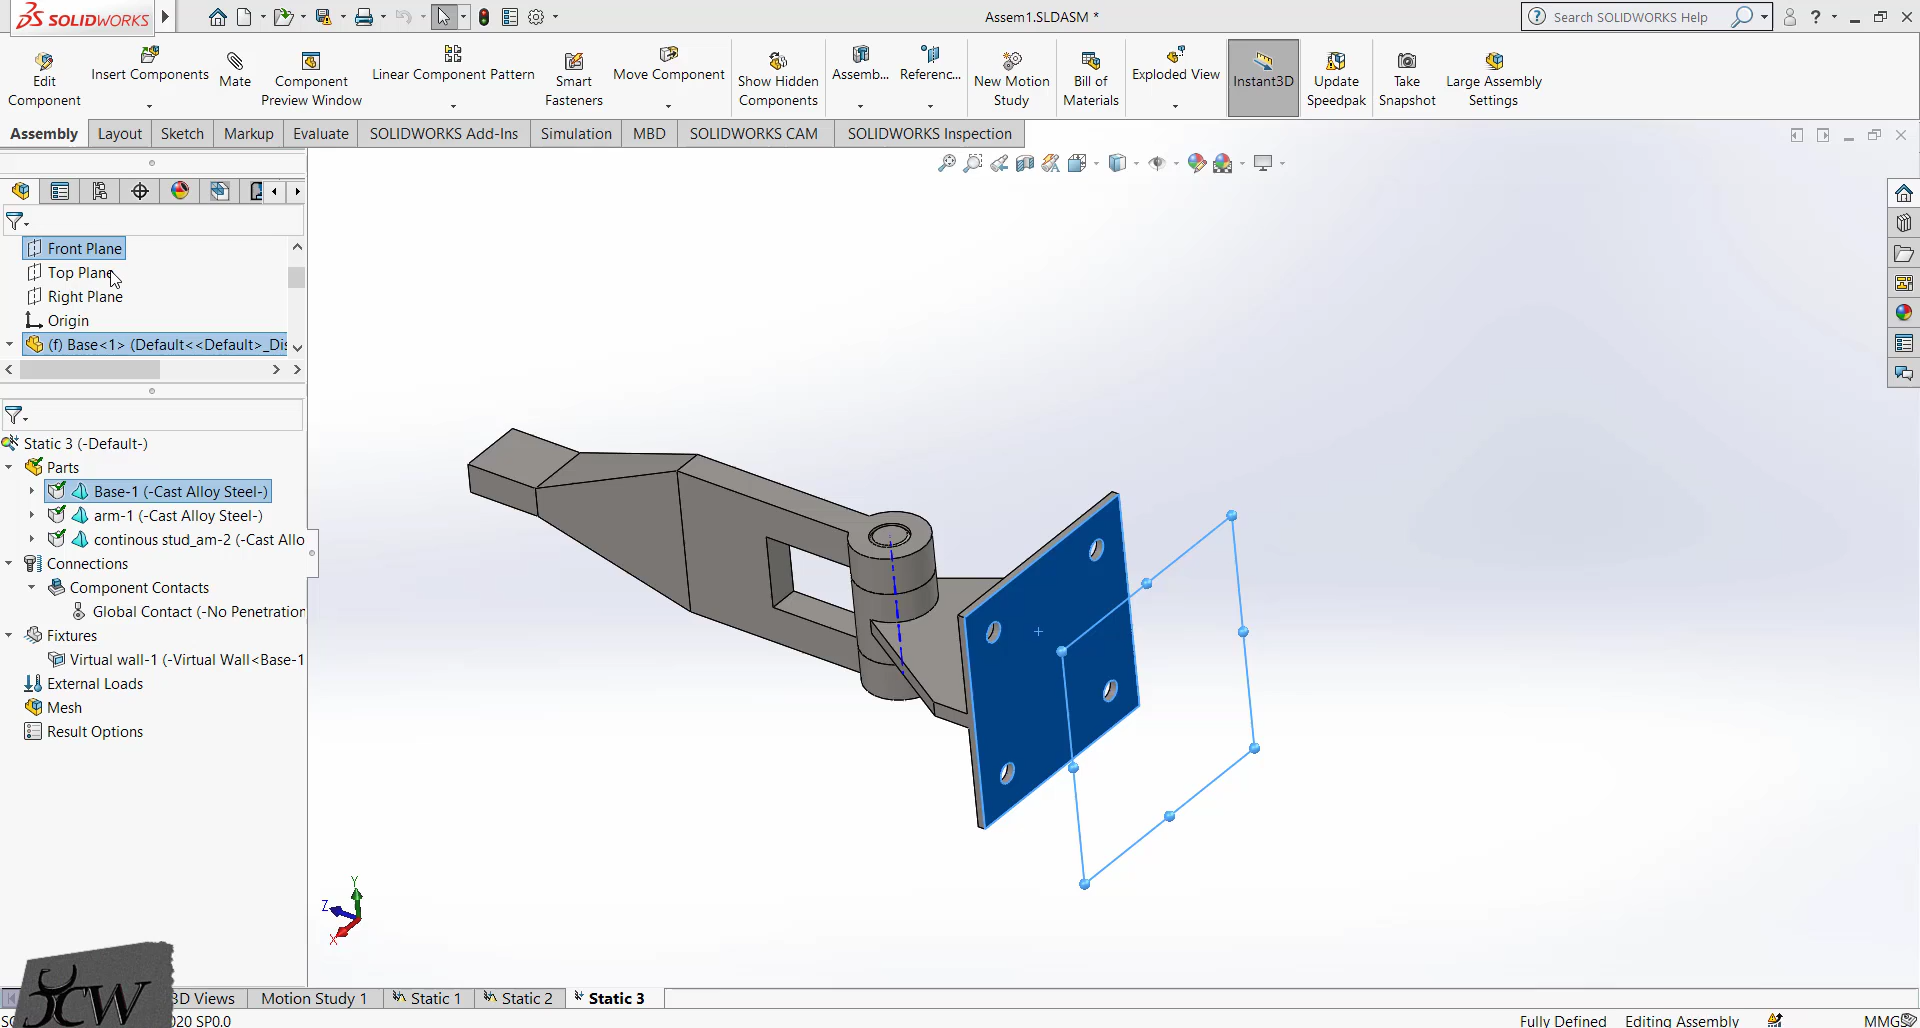 SOLIDWORKS
Assem1.SLDASM *
Search SOLIDWORKS Help
?
Edit Component
Insert Components
Mate
Component Preview Window
Linear Component Pattern
Smart Fasteners
Move Component
Show Hidden Components
Assemb...
Referenc...
New Motion Study
Bill of Materials
Exploded View
Instant3D
Update Speedpak
Take Snapshot
Large Assembly Settings
Assembly
Layout
Sketch
Markup
Evaluate
SOLIDWORKS Add-Ins
Simulation
MBD
SOLIDWORKS CAM
SOLIDWORKS Inspection
Front Plane
Top Plane
Right Plane
Origin
(f) Base<1> (Default<<Default>_Dis
Static 3 (-Default-)
Parts
Base-1 (-Cast Alloy Steel-)
arm-1 (-Cast Alloy Steel-)
continous stud_am-2 (-Cast Allo
Connections
Component Contacts
Global Contact (-No Penetration
Fixtures
Virtual wall-1 (-Virtual Wall<Base-1
External Loads
Mesh
Result Options
Y
Z
X
JCW
3D Views
Motion Study 1
Static 1
Static 2
Static 3
020 SP0.0
Fully Defined
Editing Assembly
MMGS